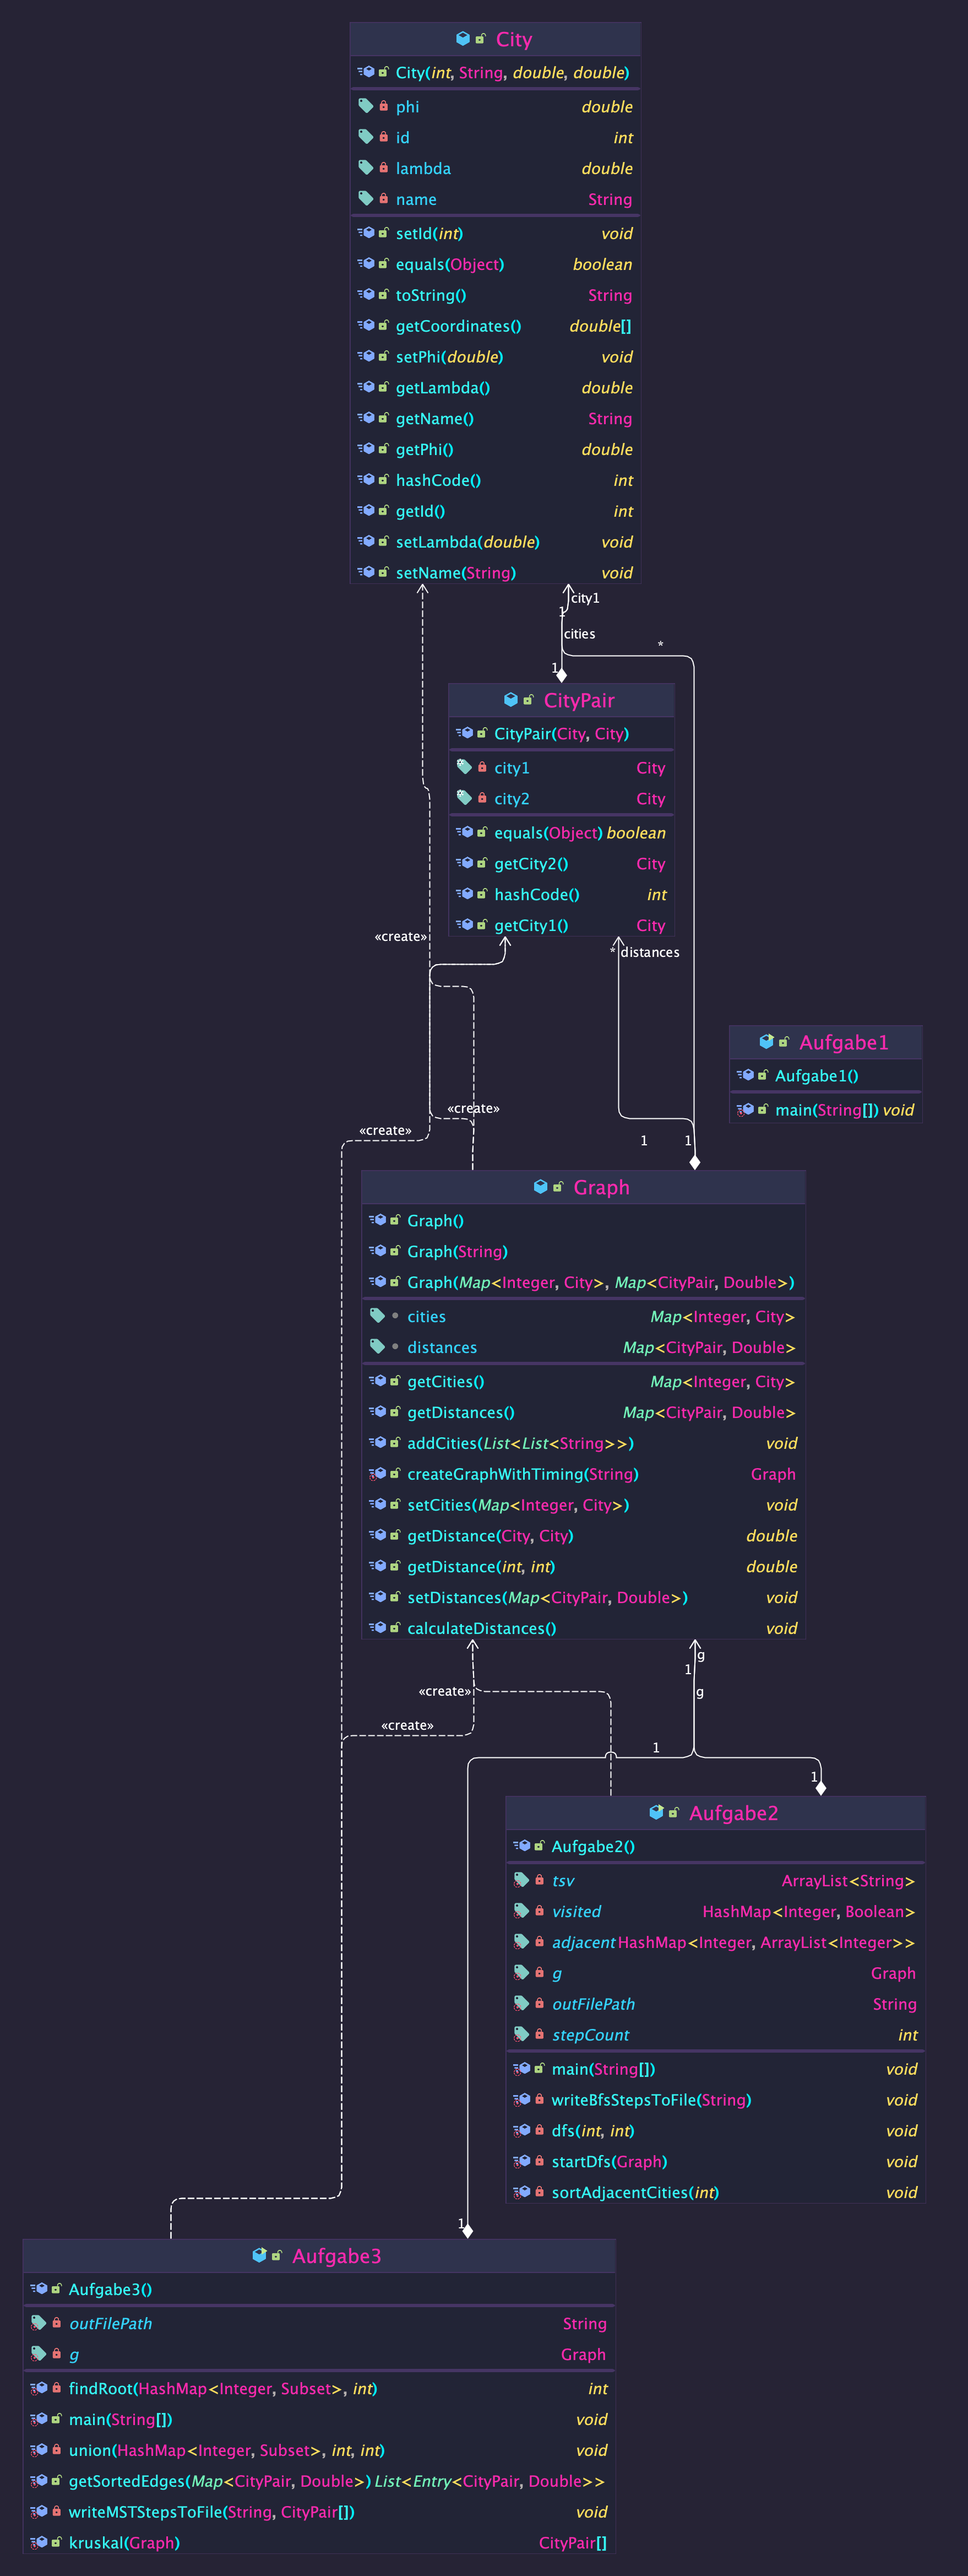 City
City(int, String, double, double)
phi double
id int
lambda double
name String
setId(int) void
equals(Object) boolean
toString() String
getCoordinates() double[]
setPhi(double) void
getLambda() double
getName() String
getPhi() double
hashCode() int
getId() int
setLambda(double) void
setName(String) void
city1
1
cities
*
1
CityPair
CityPair(City, City)
city1 City
city2 City
equals(Object) boolean
getCity2() City
hashCode() int
getCity1() City
«create»
* distances
Aufgabe1
Aufgabe1()
main(String[]) void
«create»
«create»
1 1
Graph
Graph()
Graph(String)
Graph(Map<Integer, City>, Map<CityPair, Double>)
cities Map<Integer, City>
distances Map<CityPair, Double>
getCities() Map<Integer, City>
getDistances() Map<CityPair, Double>
addCities(List<List<String>>) void
createGraphWithTiming(String) Graph
setCities(Map<Integer, City>) void
getDistance(City, City) double
getDistance(int, int) double
setDistances(Map<CityPair, Double>) void
calculateDistances() void
g
1
«create» g
«create»
1
1
Aufgabe2
Aufgabe2()
tsv ArrayList<String>
visited HashMap<Integer, Boolean>
adjacent HashMap<Integer, ArrayList<Integer>>
g Graph
outFilePath String
stepCount int
main(String[]) void
writeBfsStepsToFile(String) void
dfs(int, int) void
startDfs(Graph) void
sortAdjacentCities(int) void
1
Aufgabe3
Aufgabe3()
outFilePath String
g Graph
findRoot(HashMap<Integer, Subset>, int) int
main(String[]) void
union(HashMap<Integer, Subset>, int, int) void
getSortedEdges(Map<CityPair, Double>) List<Entry<CityPair, Double>>
writeMSTStepsToFile(String, CityPair[]) void
kruskal(Graph) CityPair[]